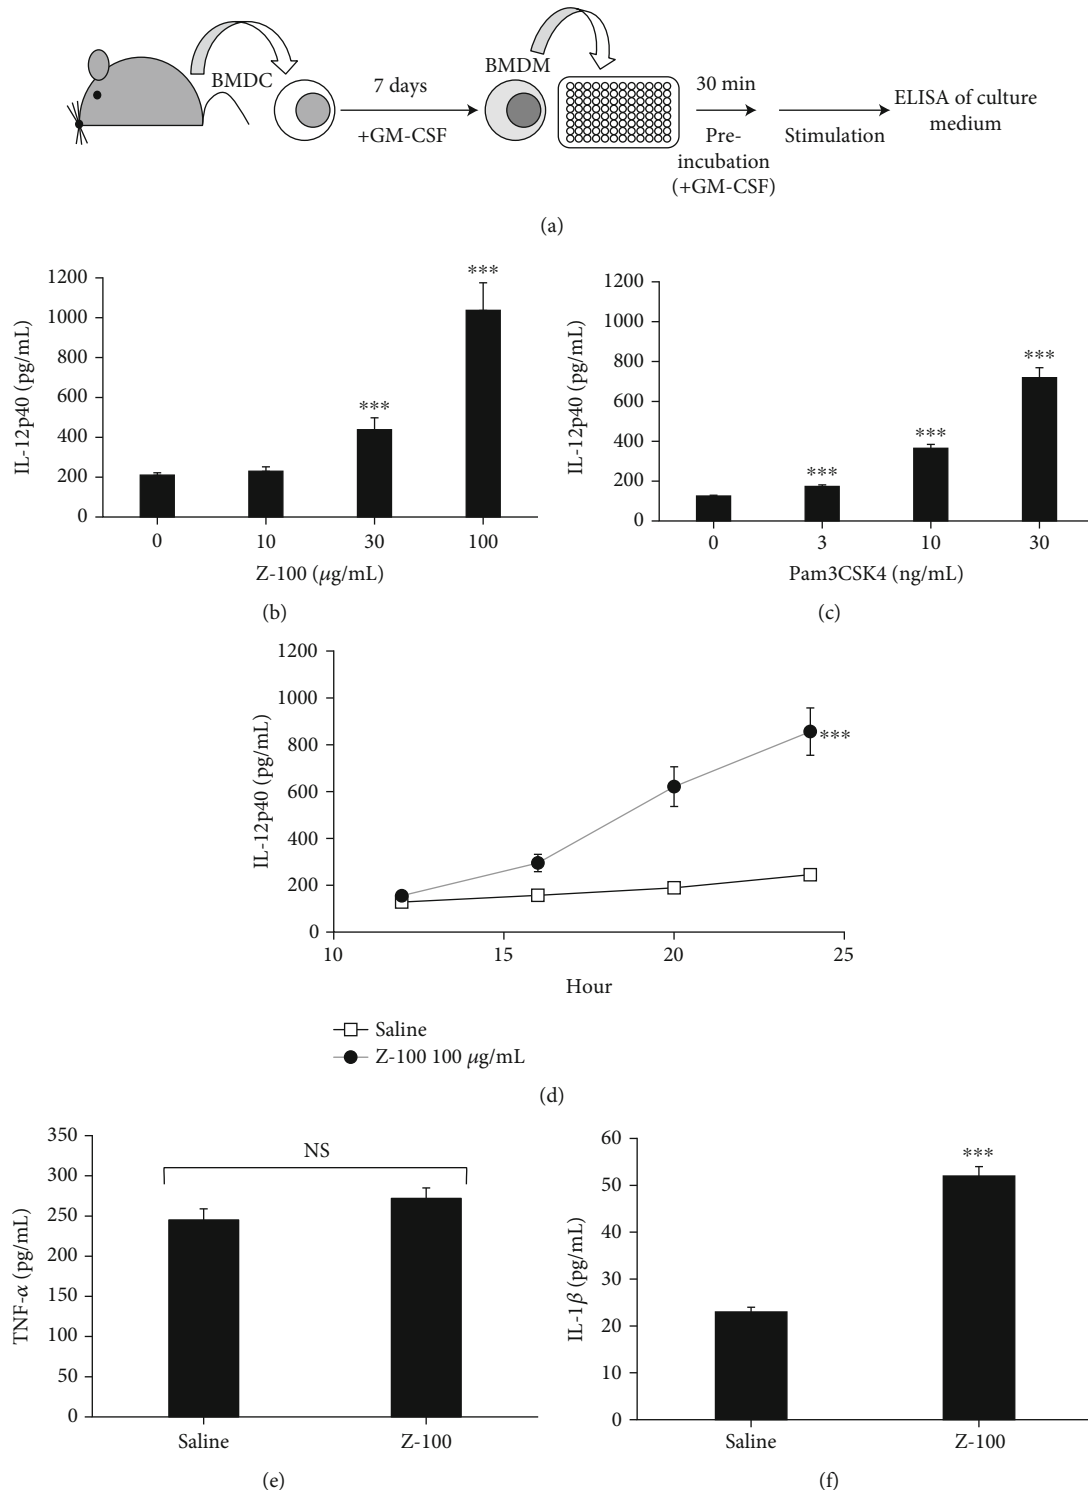 BMDC
7 days
+GM-CSF
BMDM
30 min
Pre-
incubation
(+GM-CSF)
Stimulation
ELISA of culture
medium
(a)
IL-12p40 (pg/mL)
1200
1000
800
600
400
200
0
***
***
0 10 30 100
Z-100 (μg/mL)
(b)
IL-12p40 (pg/mL)
1200
1000
800
600
400
200
0
***
***
***
0 3 10 30
Pam3CSK4 (ng/mL)
(c)
IL-12p40 (pg/mL)
1200
1000
800
600
400
200
0
***
10 15 20 25
Hour
Saline
Z-100 100 μg/mL
(d)
TNF-α (pg/mL)
350
300
250
200
150
100
50
0
NS
Saline Z-100
(e)
IL-1β (pg/mL)
60
50
40
30
20
10
0
***
Saline Z-100
(f)